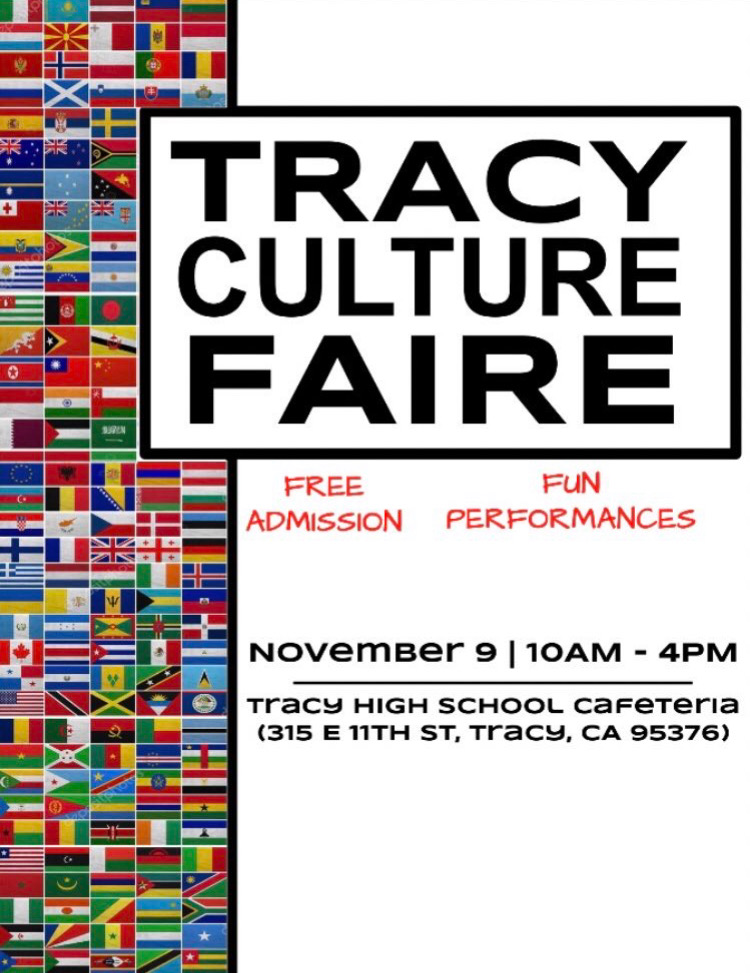 TRACY
CULTURE
FAIRE
FREE
ADMISSION
FUN
PERFORMANCES
November 9 | 10AM - 4PM
Tracy High School Cafeteria
(315 E 11TH ST, Tracy, CA 95376)